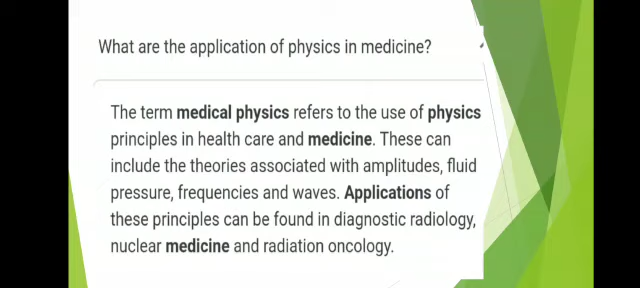 What are the application of physics in medicine?
The term medical physics refers to the use of physics
principles in health care and medicine. These can
include the theories associated with amplitudes, fluid
pressure, frequencies and waves. Applications of
these principles can be found in diagnostic radiology,
nuclear medicine and radiation oncology.